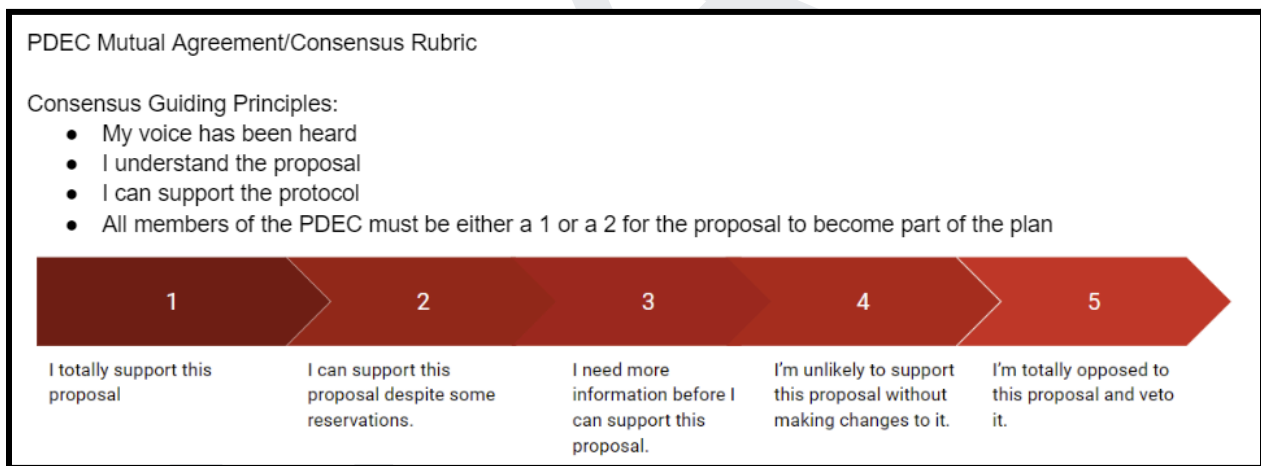 PDEC Mutual Agreement/Consensus Rubric
Consensus Guiding Principles:
● My voice has been heard
● I understand the proposal
● I can support the protocol
● All members of the PDEC must be either a 1 or a 2 for the proposal to become part of the plan
1
2
3
4
5
I totally support this
proposal
I can support this
proposal despite some
reservations.
I need more
information before I
can support this
proposal.
I'm unlikely to support
this proposal without
making changes to it.
I'm totally opposed to
this proposal and veto
it.